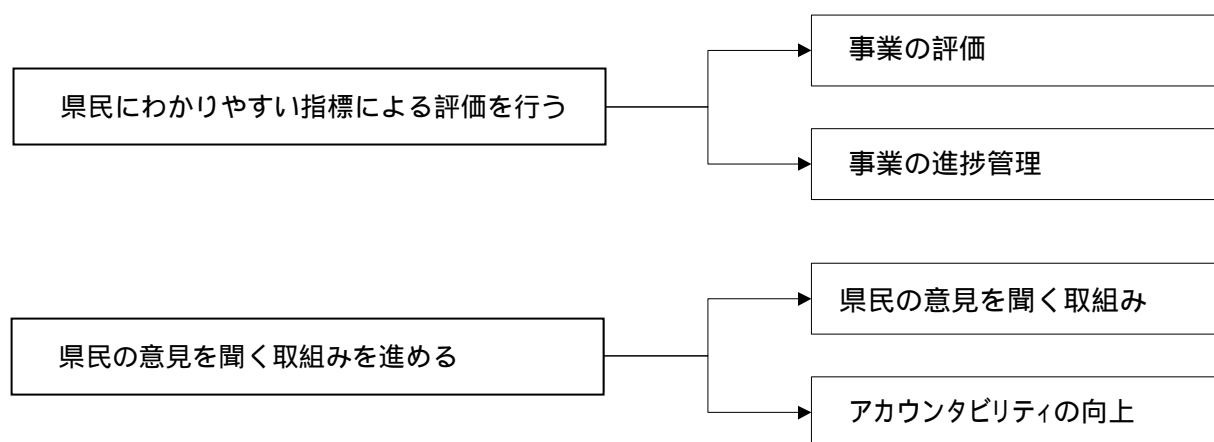 事業の評価
県民にわかりやすい指標による評価を行う
事業の進捗管理
県民の意見を聞く取組み
県民の意見を聞く取組みを進める
アカウンタビリティの向上